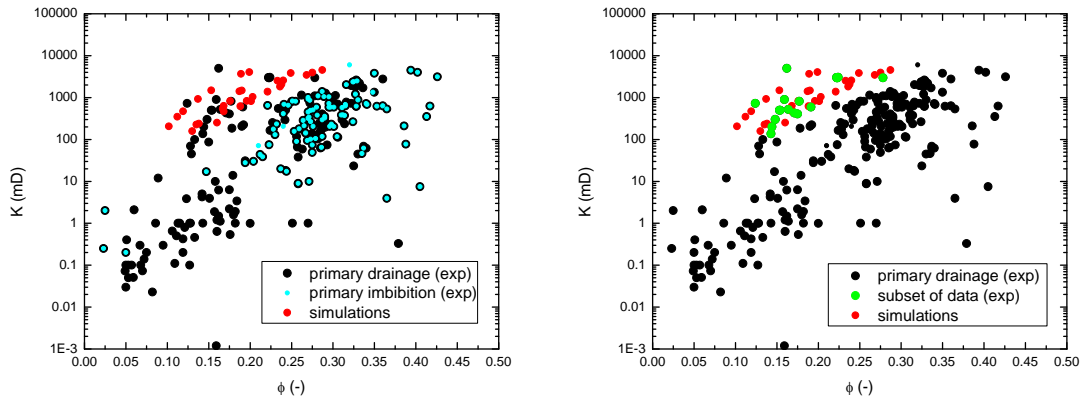 100000
10000
1000
100
10
1
0.1
0.01
1E-3
K (mD)
primary drainage (exp)
primary imbibition (exp)
simulations
0.00 0.05 0.10 0.15 0.20 0.25 0.30 0.35 0.40 0.45 0.50
ϕ (-)
100000
10000
1000
100
10
1
0.1
0.01
1E-3
K (mD)
primary drainage (exp)
subset of data (exp)
simulations
0.00 0.05 0.10 0.15 0.20 0.25 0.30 0.35 0.40 0.45 0.50
ϕ (-)